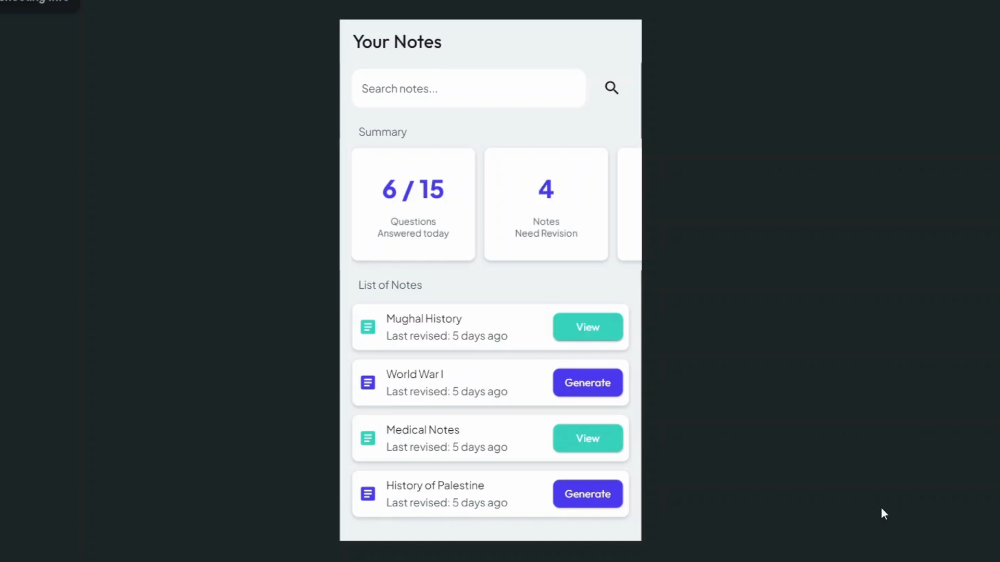 Your Notes
Search notes...
Summary
6 / 15
Questions
Answered today
4
Notes
Need Revision
List of Notes
Mughal History
Last revised: 5 days ago
View
World War I
Last revised: 5 days ago
Generate
Medical Notes
Last revised: 5 days ago
View
History of Palestine
Last revised: 5 days ago
Generate